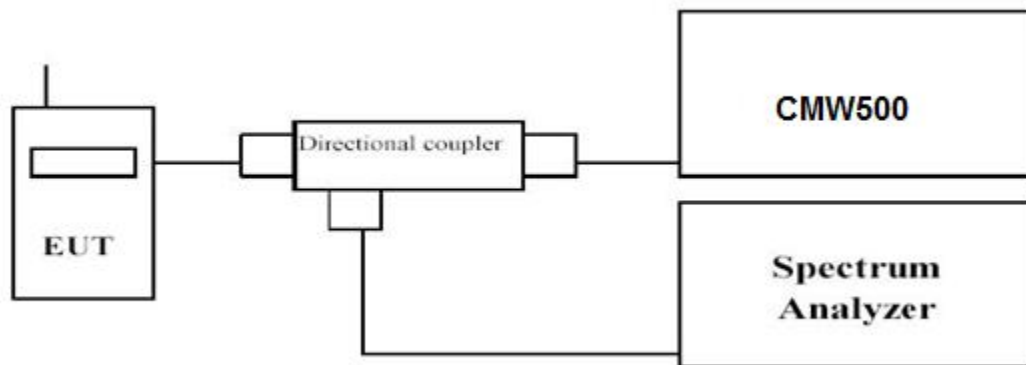 CMW500
Directional coupler
EUT
Spectrum
Analyzer